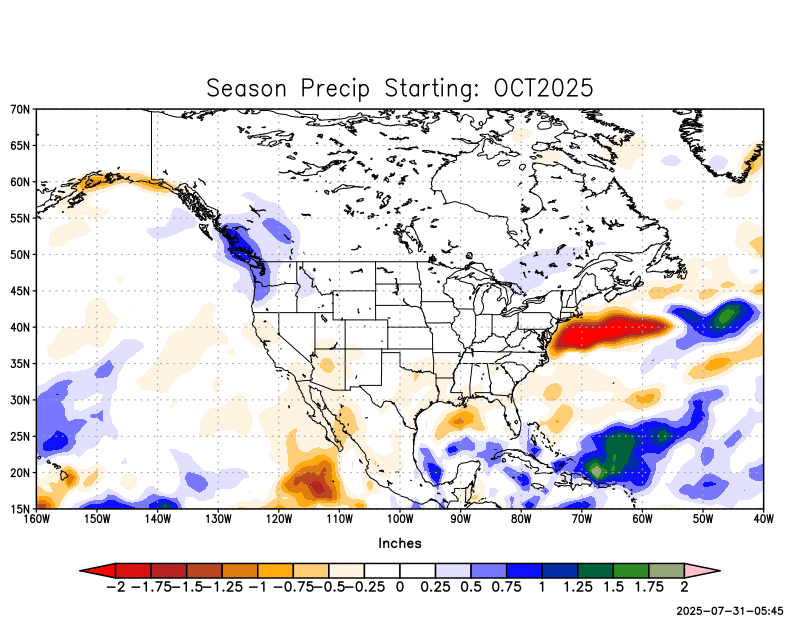 Season Precip Starting: OCT2025
70N
65N
60N
55N
50N
45N
40N
35N
30N
25N
20N
15N
160W 150W 140W 130W 120W 110W 100W 90W 80W 70W 60W 50W 40W
Inches
-2 -1.75 -1.5 -1.25 -1 -0.75 -0.5 -0.25 0 0.25 0.5 0.75 1 1.25 1.5 1.75 2
2025-07-31-05:45